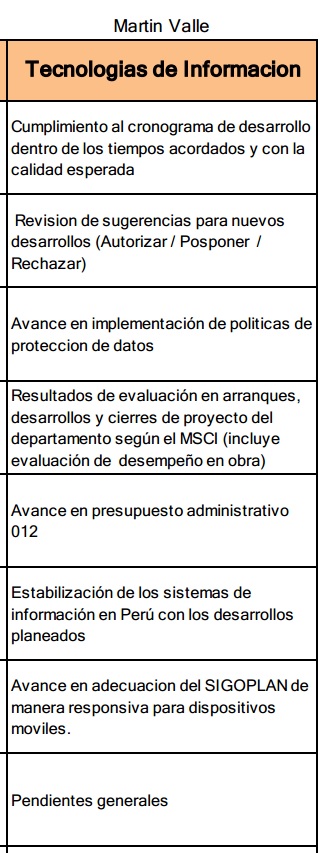 Martin Valle
Tecnologias de Informacion
Cumplimiento al cronograma de desarrollo
dentro de los tiempos acordados y con la
calidad esperada
Revision de sugerencias para nuevos
desarrollos (Autorizar / Posponer /
Rechazar)
Avance en implementación de politicas de
proteccion de datos
Resultados de evaluación en arranques,
desarrollos y cierres de proyecto del
departamento según el MSCI (incluye
evaluación de desempeño en obra)
Avance en presupuesto administrativo
012
Estabilización de los sistemas de
información en Perú con los desarrollos
planeados
Avance en adecuacion del SIGOPLAN de
manera responsiva para dispositivos
moviles.
Pendientes generales